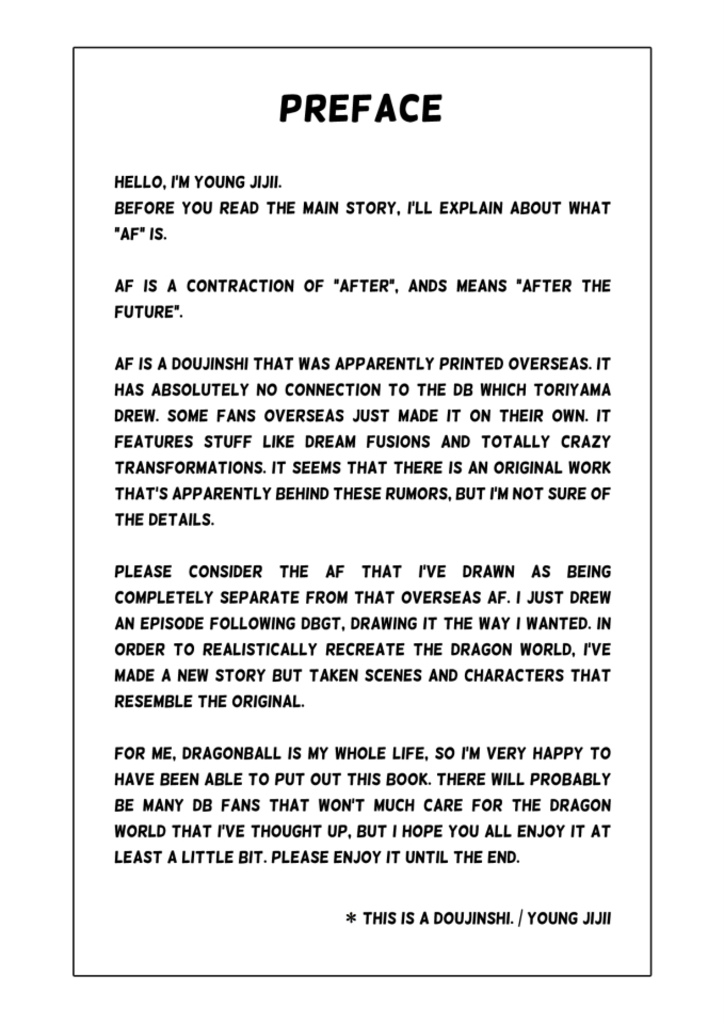 PREFACE
HELLO, I'M YOUNG JIJII.
BEFORE YOU READ THE MAIN STORY, I'LL EXPLAIN ABOUT WHAT
"AF" IS.
AF IS A CONTRACTION OF "AFTER", ANDS MEANS "AFTER THE
FUTURE".
AF IS A DOUJINSHI THAT WAS APPARENTLY PRINTED OVERSEAS. IT
HAS ABSOLUTELY NO CONNECTION TO THE DB WHICH TORIYAMA
DREW. SOME FANS OVERSEAS JUST MADE IT ON THEIR OWN. IT
FEATURES STUFF LIKE DREAM FUSIONS AND TOTALLY CRAZY
TRANSFORMATIONS. IT SEEMS THAT THERE IS AN ORIGINAL WORK
THAT'S APPARENTLY BEHIND THESE RUMORS, BUT I'M NOT SURE OF
THE DETAILS.
PLEASE CONSIDER THE AF THAT I'VE DRAWN AS BEING
COMPLETELY SEPARATE FROM THAT OVERSEAS AF. I JUST DREW
AN EPISODE FOLLOWING DBGT, DRAWING IT THE WAY I WANTED. IN
ORDER TO REALISTICALLY RECREATE THE DRAGON WORLD, I'VE
MADE A NEW STORY BUT TAKEN SCENES AND CHARACTERS THAT
RESEMBLE THE ORIGINAL.
FOR ME, DRAGONBALL IS MY WHOLE LIFE, SO I'M VERY HAPPY TO
HAVE BEEN ABLE TO PUT OUT THIS BOOK. THERE WILL PROBABLY
BE MANY DB FANS THAT WON'T MUCH CARE FOR THE DRAGON
WORLD THAT I'VE THOUGHT UP, BUT I HOPE YOU ALL ENJOY IT AT
LEAST A LITTLE BIT. PLEASE ENJOY IT UNTIL THE END.
* THIS IS A DOUJINSHI. / YOUNG JIJII